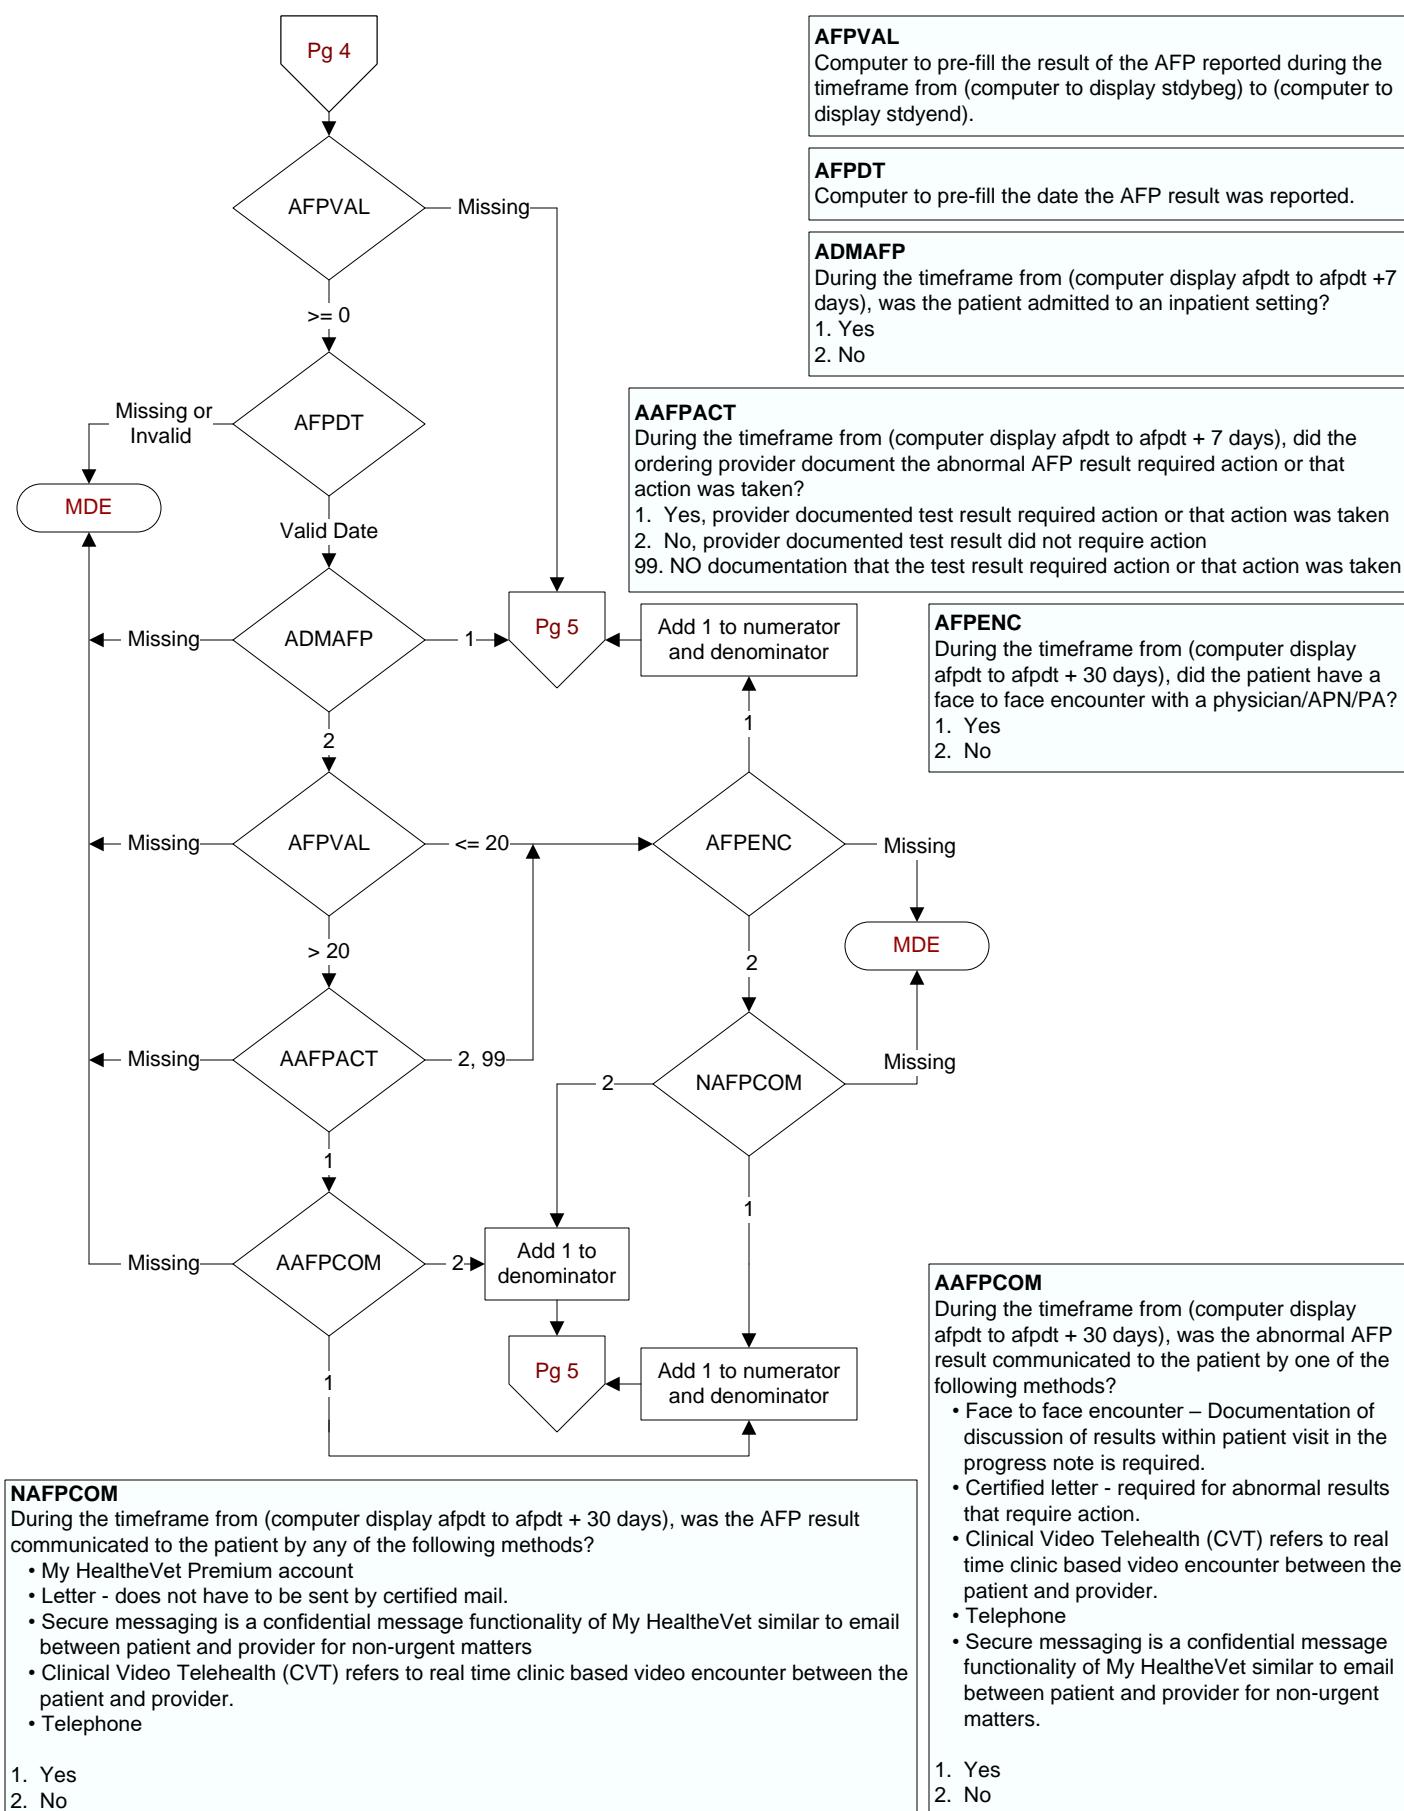 Pg 4
AFPVAL
Computer to pre-fill the result of the AFP reported during the
timeframe from (computer to display stdybeg) to (computer to
display stdyend).
AFPDT
Computer to pre-fill the date the AFP result was reported.
ADMAFP
During the timeframe from (computer display afpdt to afpdt +7
days), was the patient admitted to an inpatient setting?
1. Yes
2. No
AFPVAL
Missing
>= 0
AFPDT
Missing or
Invalid
MDE
Valid Date
AAFPACT
During the timeframe from (computer display afpdt to afpdt + 7 days), did the
ordering provider document the abnormal AFP result required action or that
action was taken?
1. Yes, provider documented test result required action or that action was taken
2. No, provider documented test result did not require action
99. NO documentation that the test result required action or that action was taken
Missing
ADMAFP
1
Pg 5
Add 1 to numerator
and denominator
AFPENC
During the timeframe from (computer display
afpdt to afpdt + 30 days), did the patient have a
face to face encounter with a physician/APN/PA?
1. Yes
2. No
2
1
Missing
AFPVAL
<= 20
AFPENC
Missing
> 20
2
MDE
Missing
AAFPACT
2, 99
2
NAFPCOM
Missing
1
1
Missing
AAFPCOM
2
Add 1 to
denominator
1
Pg 5
Add 1 to numerator
and denominator
AAFPCOM
During the timeframe from (computer display
afpdt to afpdt + 30 days), was the abnormal AFP
result communicated to the patient by one of the
following methods?
• Face to face encounter – Documentation of
discussion of results within patient visit in the
progress note is required.
• Certified letter - required for abnormal results
that require action.
• Clinical Video Telehealth (CVT) refers to real
time clinic based video encounter between the
patient and provider.
• Telephone
• Secure messaging is a confidential message
functionality of My HealtheVet similar to email
between patient and provider for non-urgent
matters.
1. Yes
2. No
NAFPCOM
During the timeframe from (computer display afpdt to afpdt + 30 days), was the AFP result
communicated to the patient by any of the following methods?
• My HealtheVet Premium account
• Letter - does not have to be sent by certified mail.
• Secure messaging is a confidential message functionality of My HealtheVet similar to email
between patient and provider for non-urgent matters
• Clinical Video Telehealth (CVT) refers to real time clinic based video encounter between the
patient and provider.
• Telephone
1. Yes
2. No